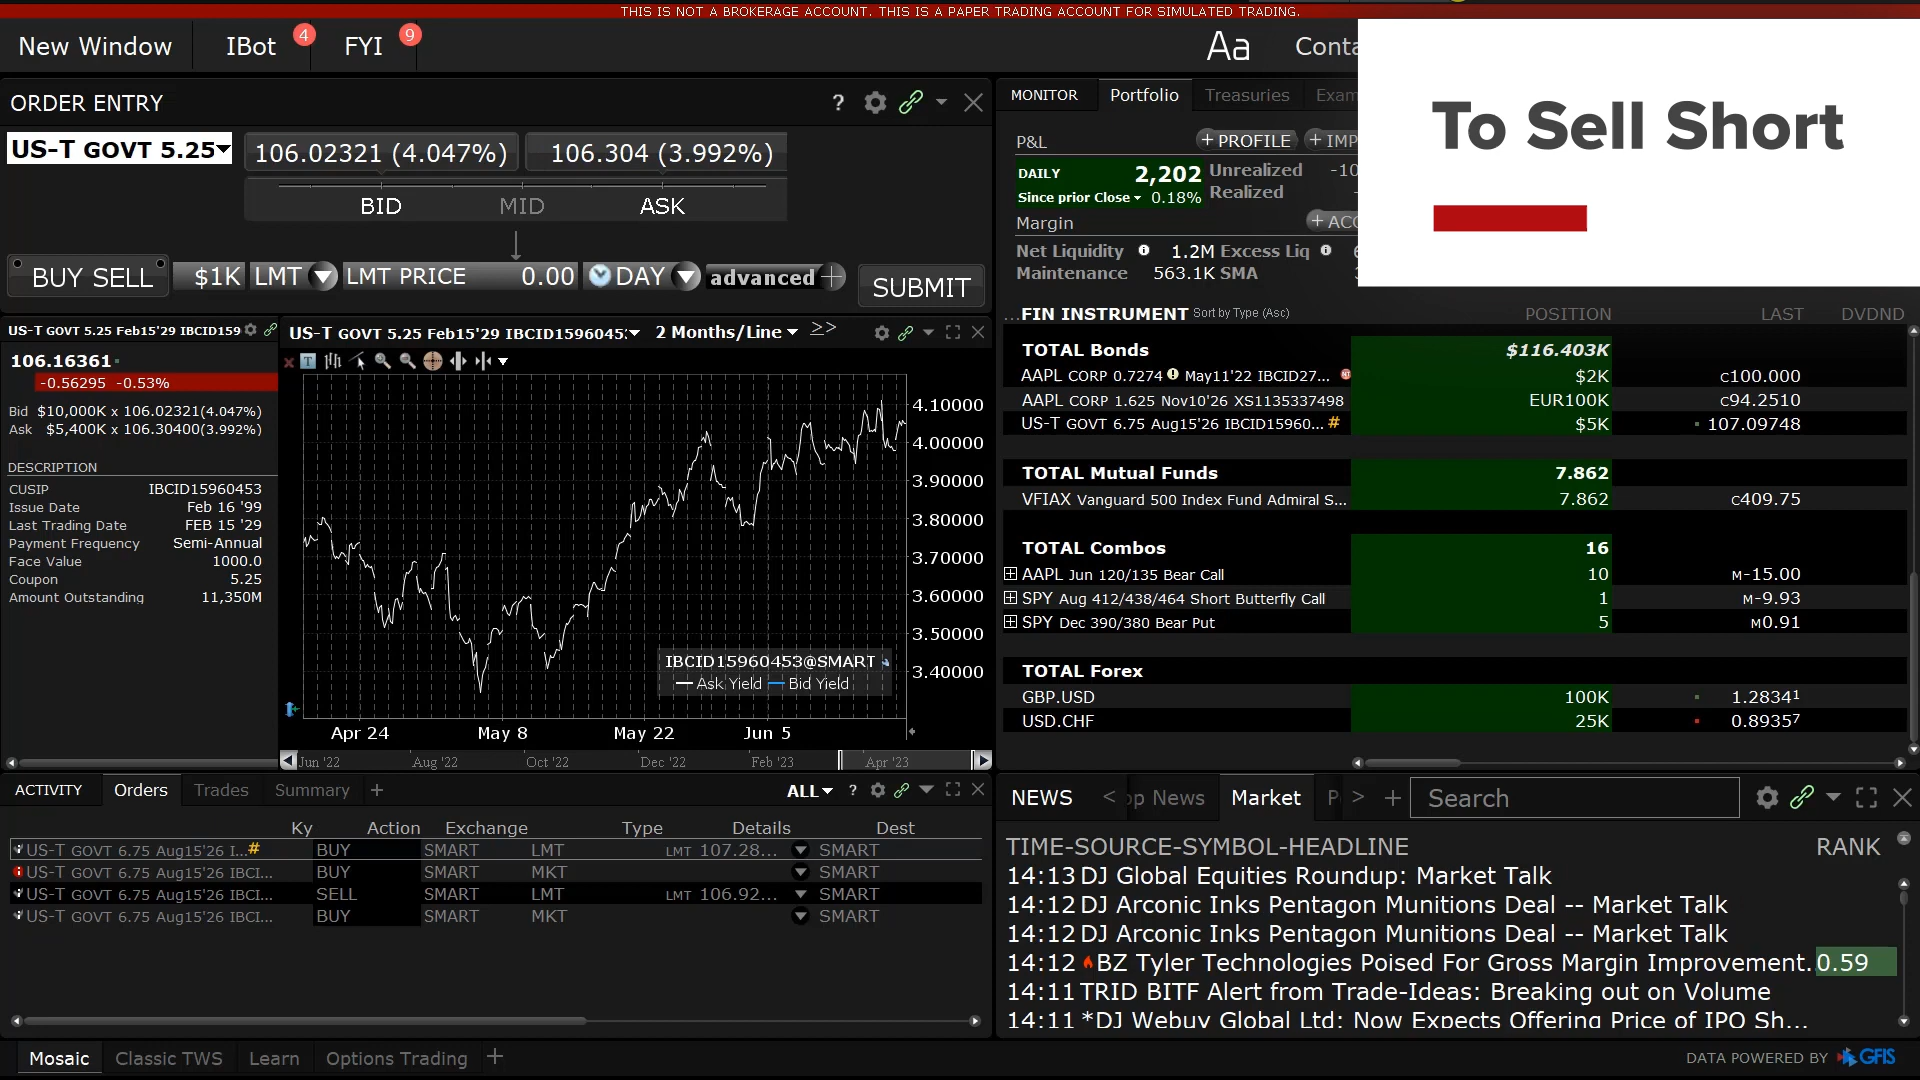 THIS IS NOT A BROKERAGE ACCOUNT. THIS IS A PAPER TRADING ACCOUNT FOR SIMULATED TRADING.
New Window IBot 4 FYI 9 Aa
To Sell Short
ORDER ENTRY ?
US-T GOVT 5.25 106.02321 (4.047%) 106.304 (3.992%)
BID MID ASK
BUY SELL $1K LMT LMT PRICE 0.00 DAY advanced + SUBMIT
MONITOR Portfolio Treasuries
P&L + PROFILE
DAILY 2,202 Unrealized
Since prior Close 0.18% Realized
Margin
Net Liquidity 1.2M Excess Liq
Maintenance 563.1K SMA
FIN INSTRUMENT Sort by Type (Asc) POSITION LAST DVDND
TOTAL Bonds $116.403K
AAPL CORP 0.7274 May11'22 IBCID27... $2K C100.000
AAPL CORP 1.625 Nov10'26 XS1135337498 EUR100K C94.2510
US-T GOVT 6.75 Aug15'26 IBCID15960... # $5K 107.09748
TOTAL Mutual Funds 7.862
VFIAX Vanguard 500 Index Fund Admiral S... 7.862 C409.75
TOTAL Combos 16
AAPL Jun 120/135 Bear Call 10 M-15.00
SPY Aug 412/438/464 Short Butterfly Call 1 M-9.93
SPY Dec 390/380 Bear Put 5 M0.91
TOTAL Forex
GBP.USD 100K 1.28341
USD.CHF 25K 0.89357
US-T GOVT 5.25 Feb15'29 IBCID159
106.16361
-0.56295 -0.53%
Bid $10,000K x 106.02321(4.047%)
Ask $5,400K x 106.30400(3.992%)
DESCRIPTION
CUSIP IBCID15960453
Issue Date Feb 16 '99
Last Trading Date FEB 15 '29
Payment Frequency Semi-Annual
Face Value 1000.0
Coupon 5.25
Amount Outstanding 11,350M
US-T GOVT 5.25 Feb15'29 IBCID1596045 2 Months/Line >>
4.10000
4.00000
3.90000
3.80000
3.70000
3.60000
3.50000
3.40000
IBCID15960453@SMART
Ask Yield Bid Yield
Apr 24 May 8 May 22 Jun 5
Jun '22 Aug '22 Oct '22 Dec '22 Feb '23 Apr '23
ACTIVITY Orders Trades Summary + ALL ?
Ky Action Exchange Type Details Dest
US-T GOVT 6.75 Aug15'26 I... # BUY SMART LMT LMT 107.28... SMART
US-T GOVT 6.75 Aug15'26 IBCI... BUY SMART MKT SMART
US-T GOVT 6.75 Aug15'26 IBCI... SELL SMART LMT LMT 106.92... SMART
US-T GOVT 6.75 Aug15'26 IBCI... BUY SMART MKT SMART
NEWS < News Market > + Search
TIME-SOURCE-SYMBOL-HEADLINE RANK
14:13 DJ Global Equities Roundup: Market Talk
14:12 DJ Arconic Inks Pentagon Munitions Deal -- Market Talk
14:12 DJ Arconic Inks Pentagon Munitions Deal -- Market Talk
14:12 BZ Tyler Technologies Poised For Gross Margin Improvement. 0.59
14:11 TRID BITF Alert from Trade-Ideas: Breaking out on Volume
14:11 *DJ Webuy Global Ltd: Now Expects Offering Price of IPO Sh...
Mosaic Classic TWS Learn Options Trading + DATA POWERED BY GFIS